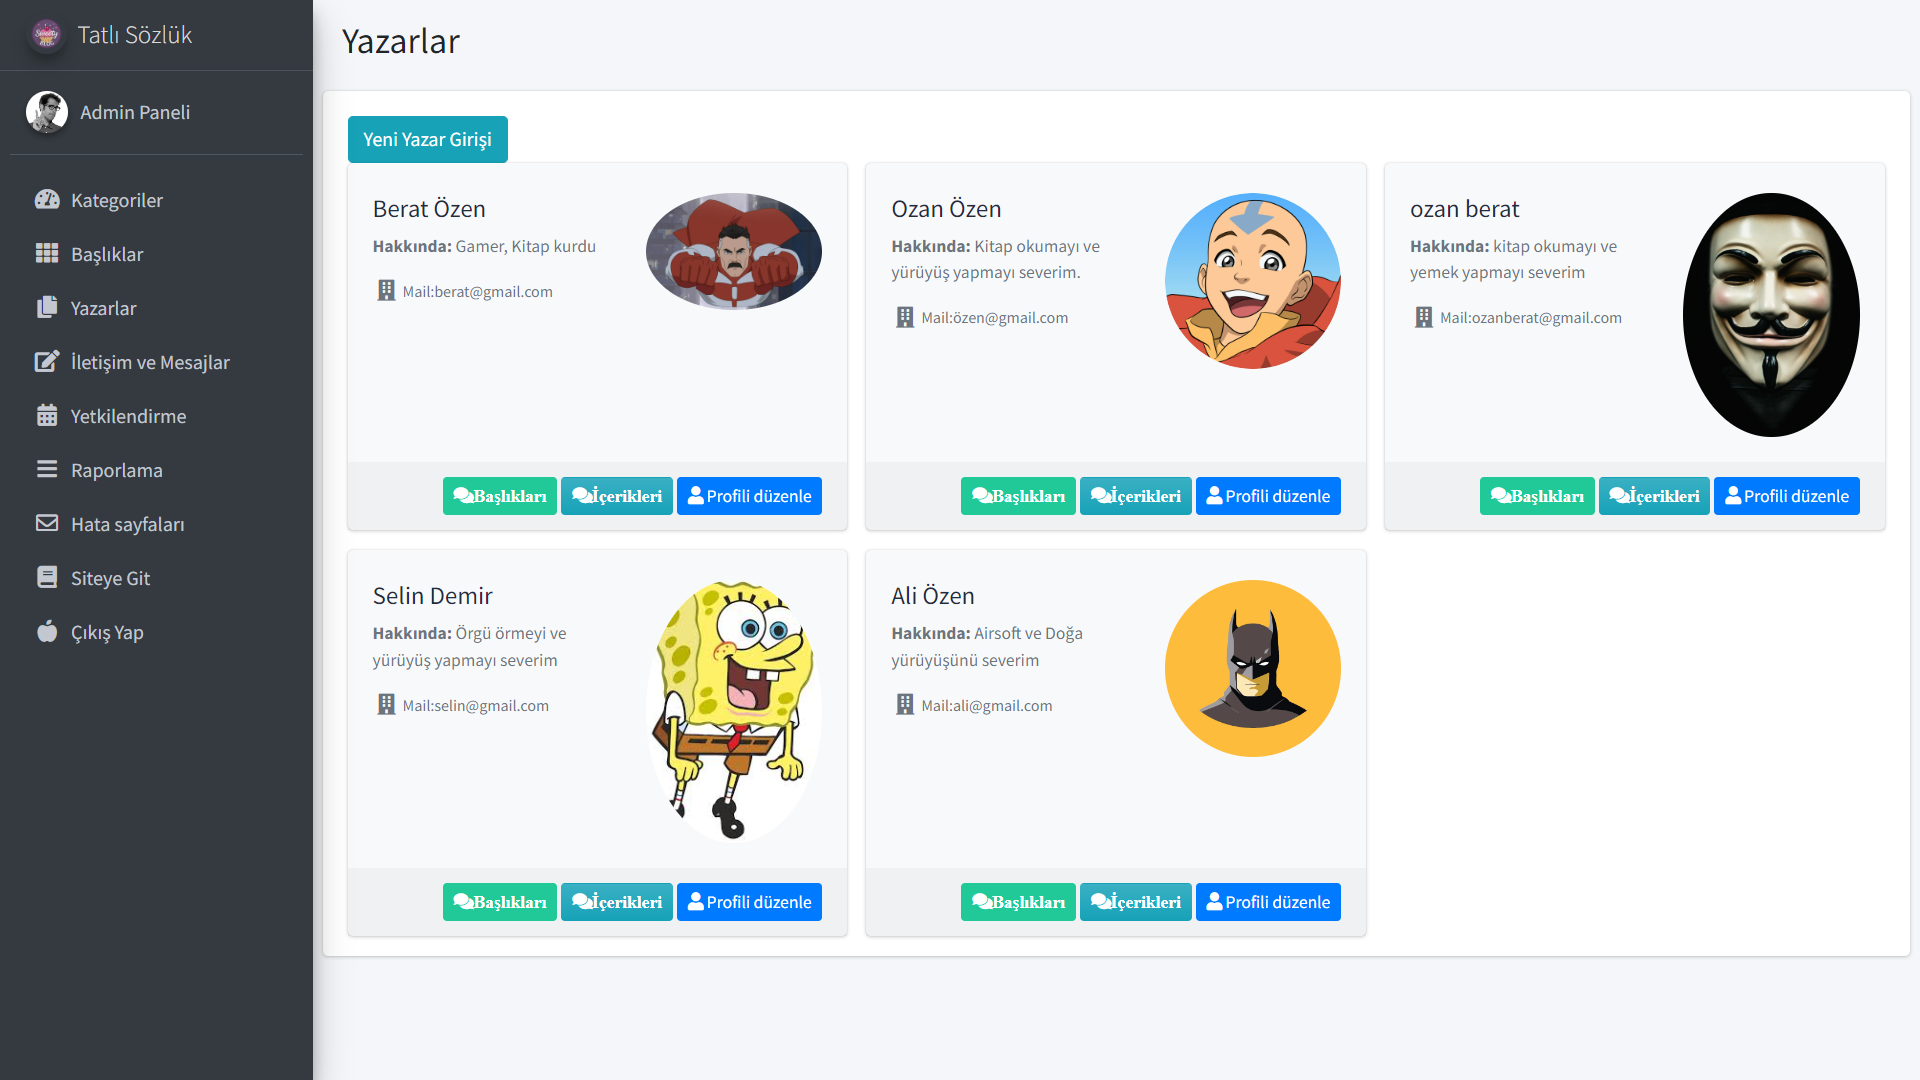 Tatlı Sözlük
Admin Paneli
Kategoriler
Başlıklar
Yazarlar
İletişim ve Mesajlar
Yetkilendirme
Raporlama
Hata sayfaları
Siteye Git
Çıkış Yap
Yazarlar
Yeni Yazar Girişi
Berat Özen
Hakkında: Gamer, Kitap kurdu
Mail:berat@gmail.com
Başlıkları İçerikleri Profili düzenle
Ozan Özen
Hakkında: Kitap okumayı ve
yürüyüş yapmayı severim.
Mail:özen@gmail.com
Başlıkları İçerikleri Profili düzenle
ozan berat
Hakkında: kitap okumayı ve
yemek yapmayı severim
Mail:ozanberat@gmail.com
Başlıkları İçerikleri Profili düzenle
Selin Demir
Hakkında: Örgü örmeyi ve
yürüyüş yapmayı severim
Mail:selin@gmail.com
Başlıkları İçerikleri Profili düzenle
Ali Özen
Hakkında: Airsoft ve Doğa
yürüyüşünü severim
Mail:ali@gmail.com
Başlıkları İçerikleri Profili düzenle